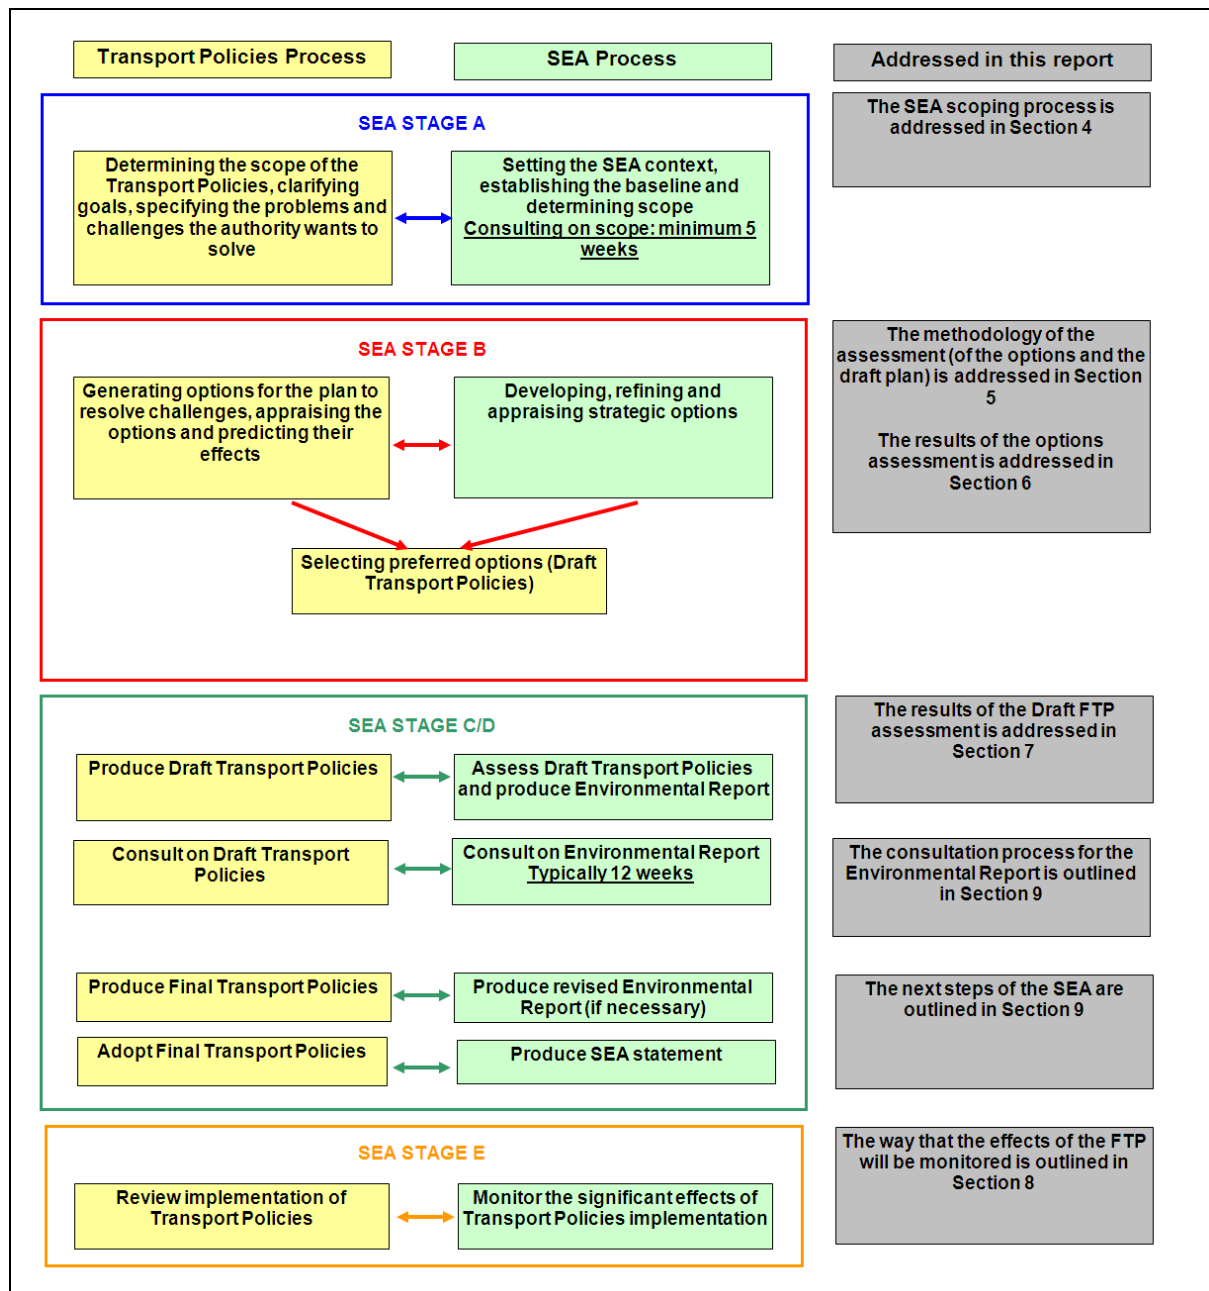 Transport Policies Process
SEA Process
Addressed in this report
SEA STAGE A
Determining the scope of the
Transport Policies, clarifying
goals, specifying the problems and
challenges the authority wants to
solve
Setting the SEA context,
establishing the baseline and
determining scope
Consulting on scope: minimum 5
weeks
The SEA scoping process is
addressed in Section 4
SEA STAGE B
Generating options for the plan to
resolve challenges, appraising the
options and predicting their
effects
Developing, refining and
appraising strategic options
Selecting preferred options (Draft
Transport Policies)
The methodology of the
assessment (of the options and the
draft plan) is addressed in Section
5
The results of the options
assessment is addressed in
Section 6
SEA STAGE C/D
Produce Draft Transport Policies
Assess Draft Transport Policies
and produce Environmental Report
The results of the Draft FTP
assessment is addressed in
Section 7
Consult on Draft Transport
Policies
Consult on Environmental Report
Typically 12 weeks
The consultation process for the
Environmental Report is outlined
in Section 9
Produce Final Transport Policies
Produce revised Environmental
Report (if necessary)
The next steps of the SEA are
outlined in Section 9
Adopt Final Transport Policies
Produce SEA statement
SEA STAGE E
Review implementation of
Transport Policies
Monitor the significant effects of
Transport Policies implementation
The way that the effects of the FTP
will be monitored is outlined in
Section 8